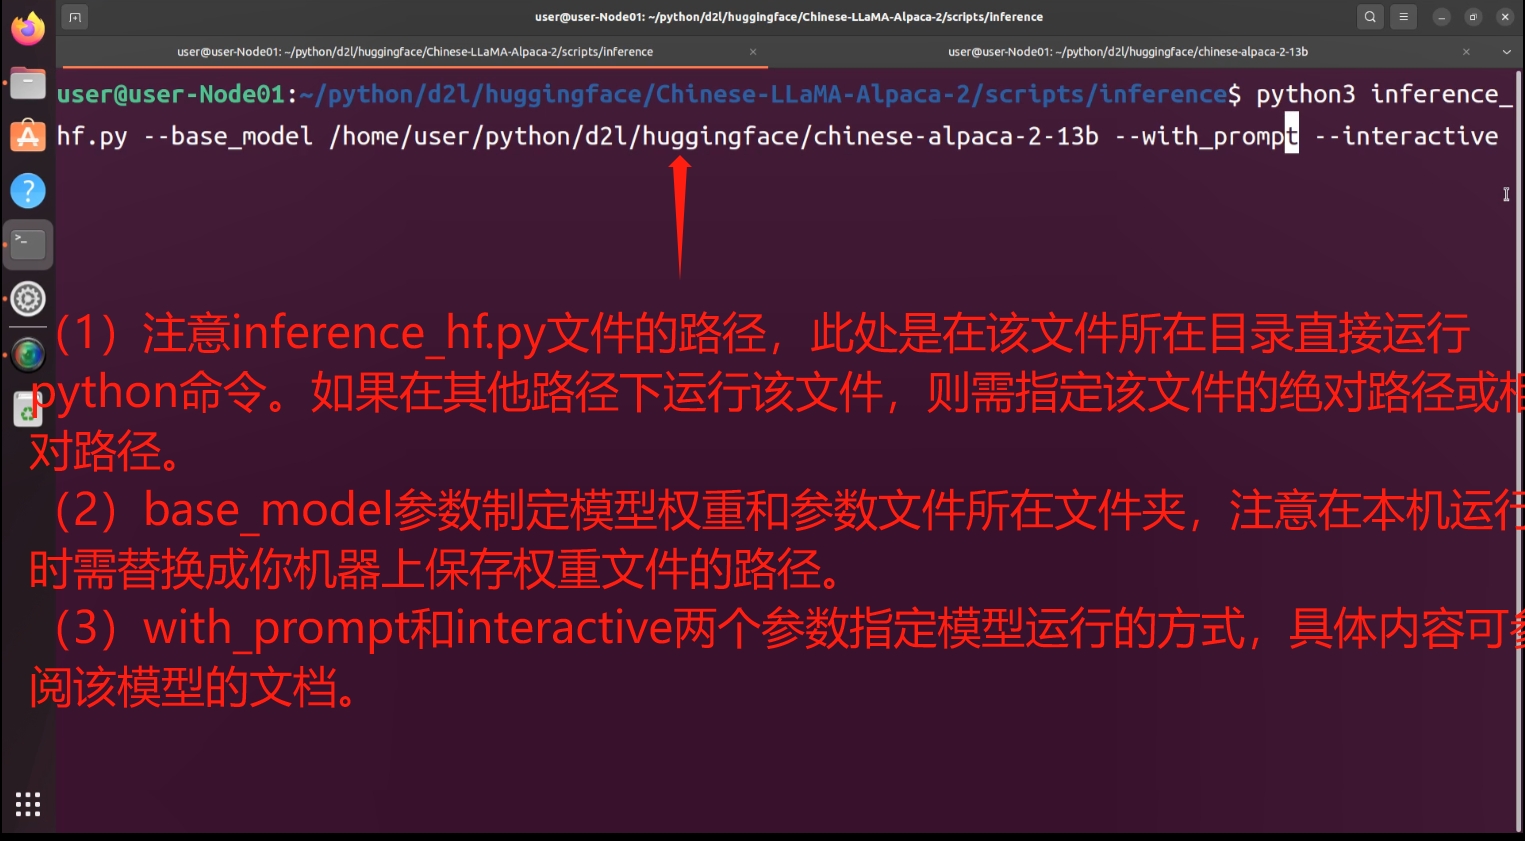 user@user-Node01: ~/python/d2l/huggingface/Chinese-LLaMA-Alpaca-2/scripts/inference
user@user-Node01: ~/python/d2l/huggingface/Chinese-LLaMA-Alpaca-2/scripts/inference
user@user-Node01: ~/python/d2l/huggingface/chinese-alpaca-2-13b
user@user-Node01:~/python/d2l/huggingface/Chinese-LLaMA-Alpaca-2/scripts/inference$ python3 inference_
hf.py --base_model /home/user/python/d2l/huggingface/chinese-alpaca-2-13b --with_prompt --interactive
（1）注意inference_hf.py文件的路径，此处是在该文件所在目录直接运行
python命令。如果在其他路径下运行该文件，则需指定该文件的绝对路径或相
对路径。
（2）base_model参数制定模型权重和参数文件所在文件夹，注意在本机运行
时需替换成你机器上保存权重文件的路径。
（3）with_prompt和interactive两个参数指定模型运行的方式，具体内容可参
阅该模型的文档。